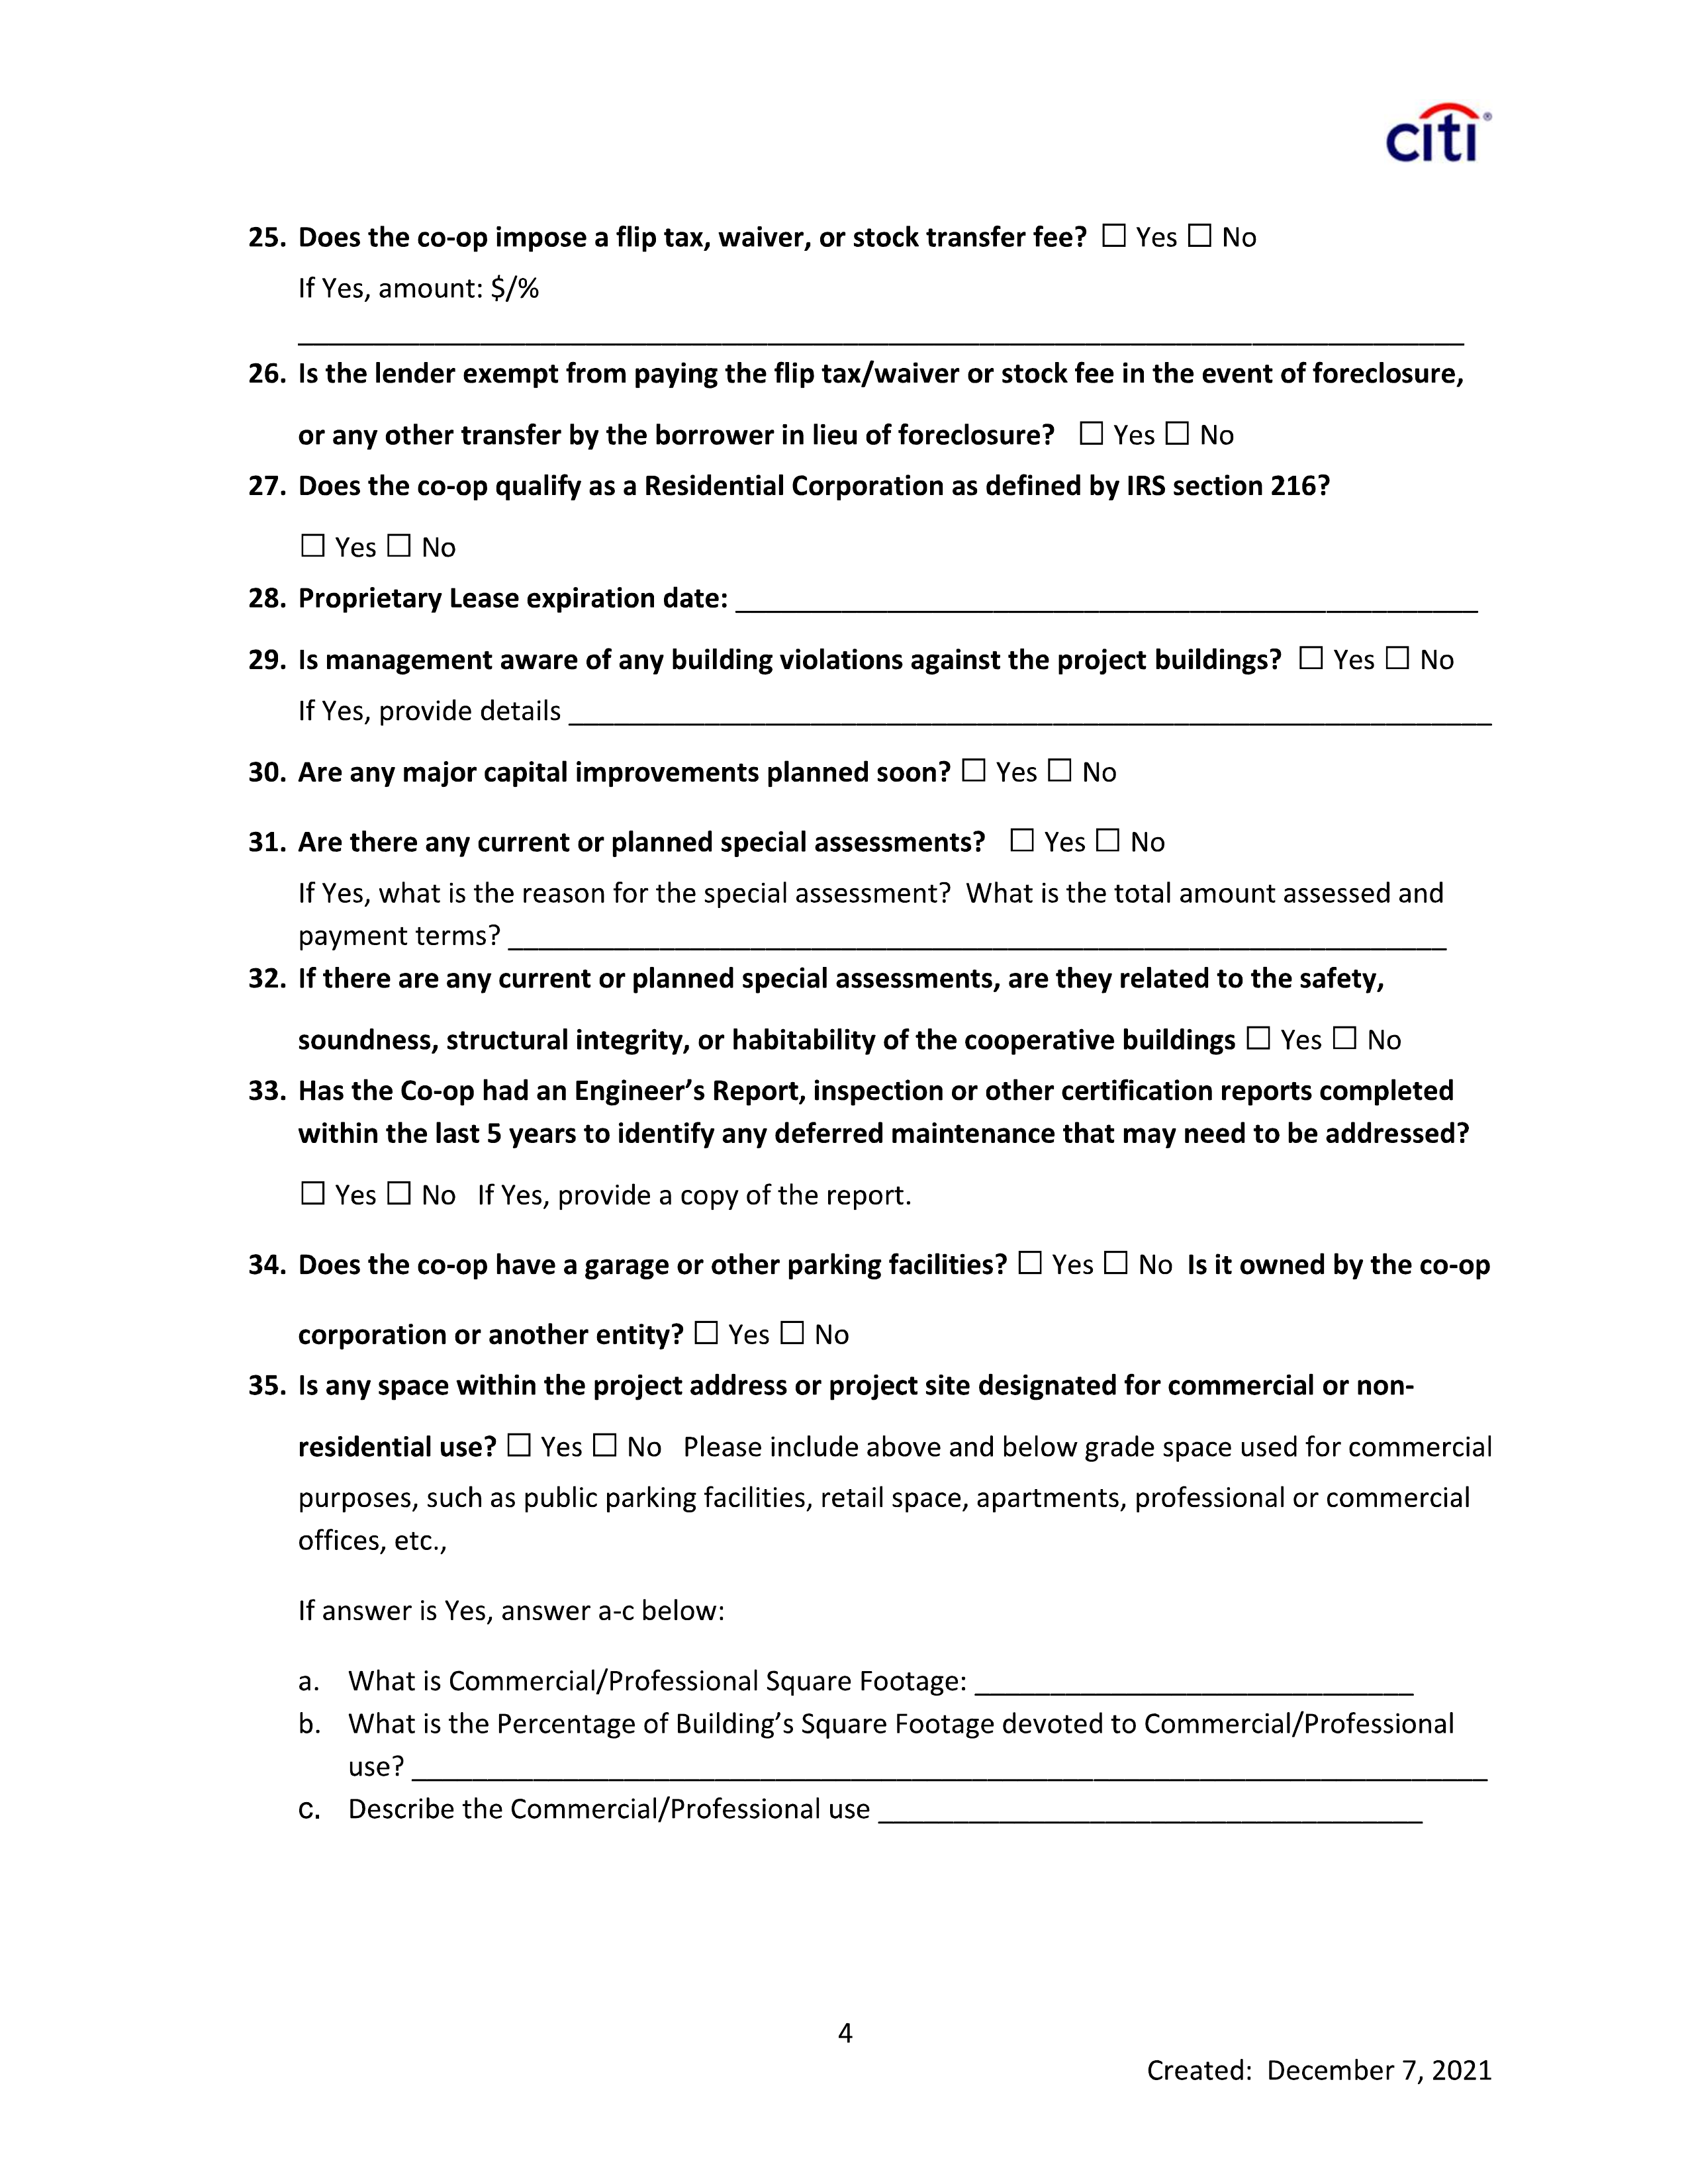 citi®
25. Does the co-op impose a flip tax, waiver, or stock transfer fee? ☐ Yes ☐ No
If Yes, amount: $/%
______________________________
26. Is the lender exempt from paying the flip tax/waiver or stock fee in the event of foreclosure,
or any other transfer by the borrower in lieu of foreclosure? ☐ Yes ☐ No
27. Does the co-op qualify as a Residential Corporation as defined by IRS section 216?
☐ Yes ☐ No
28. Proprietary Lease expiration date: ______________________________
29. Is management aware of any building violations against the project buildings? ☐ Yes ☐ No
If Yes, provide details ______________________________
30. Are any major capital improvements planned soon? ☐ Yes ☐ No
31. Are there any current or planned special assessments? ☐ Yes ☐ No
If Yes, what is the reason for the special assessment? What is the total amount assessed and
payment terms? ______________________________
32. If there are any current or planned special assessments, are they related to the safety,
soundness, structural integrity, or habitability of the cooperative buildings ☐ Yes ☐ No
33. Has the Co-op had an Engineer’s Report, inspection or other certification reports completed
within the last 5 years to identify any deferred maintenance that may need to be addressed?
☐ Yes ☐ No If Yes, provide a copy of the report.
34. Does the co-op have a garage or other parking facilities? ☐ Yes ☐ No Is it owned by the co-op
corporation or another entity? ☐ Yes ☐ No
35. Is any space within the project address or project site designated for commercial or non-
residential use? ☐ Yes ☐ No Please include above and below grade space used for commercial
purposes, such as public parking facilities, retail space, apartments, professional or commercial
offices, etc.,
If answer is Yes, answer a-c below:
a. What is Commercial/Professional Square Footage: ______________________________
b. What is the Percentage of Building’s Square Footage devoted to Commercial/Professional
use? ______________________________
c. Describe the Commercial/Professional use ______________________________
4
Created: December 7, 2021